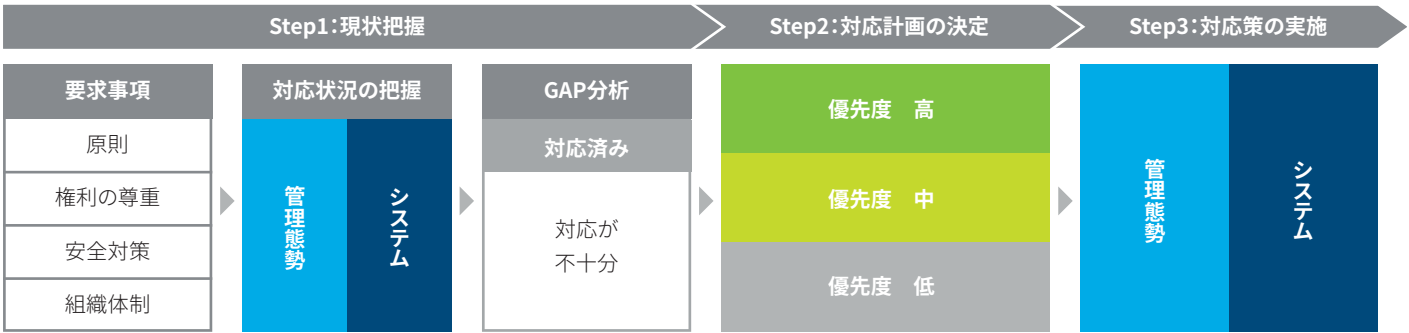 Step1：現状把握
Step2：対応計画の決定
Step3：対応策の実施
要求事項
原則
権利の尊重
安全対策
組織体制
対応状況の把握
管理態勢
システム
GAP分析
対応済み
対応が
不十分
優先度　高
優先度　中
優先度　低
管理態勢
システム